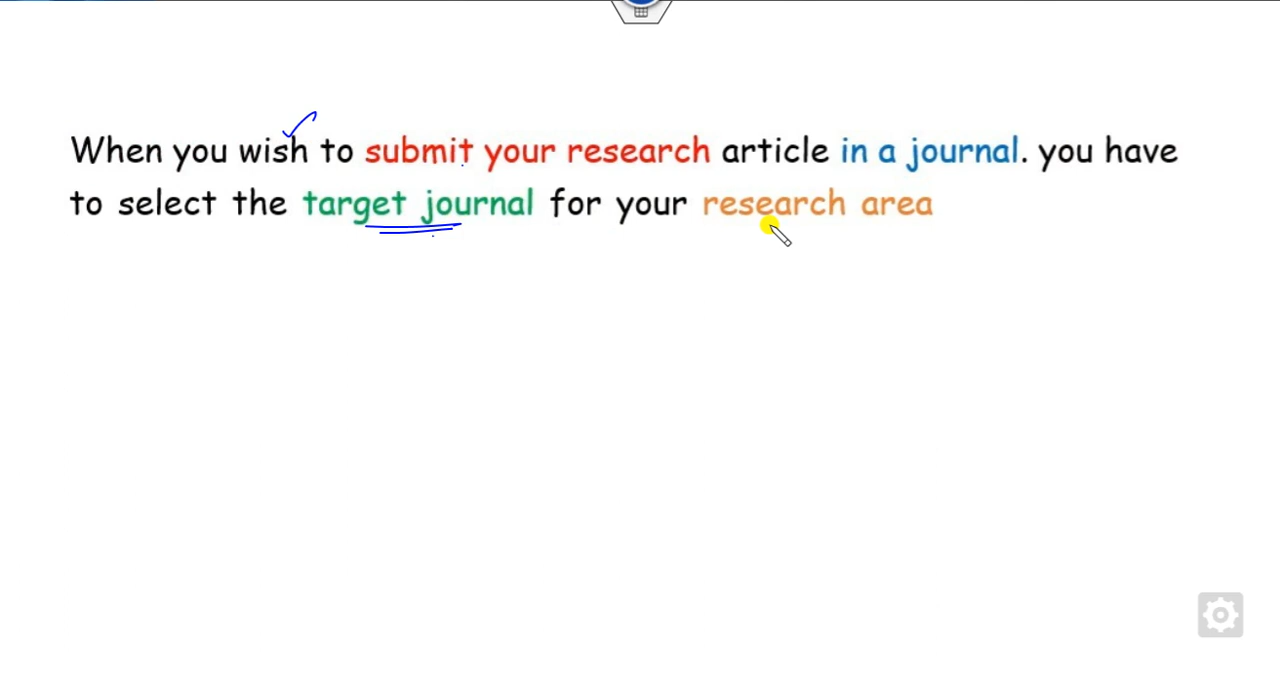 When you wish to submit your research article in a journal. you have
to select the target journal for your research area